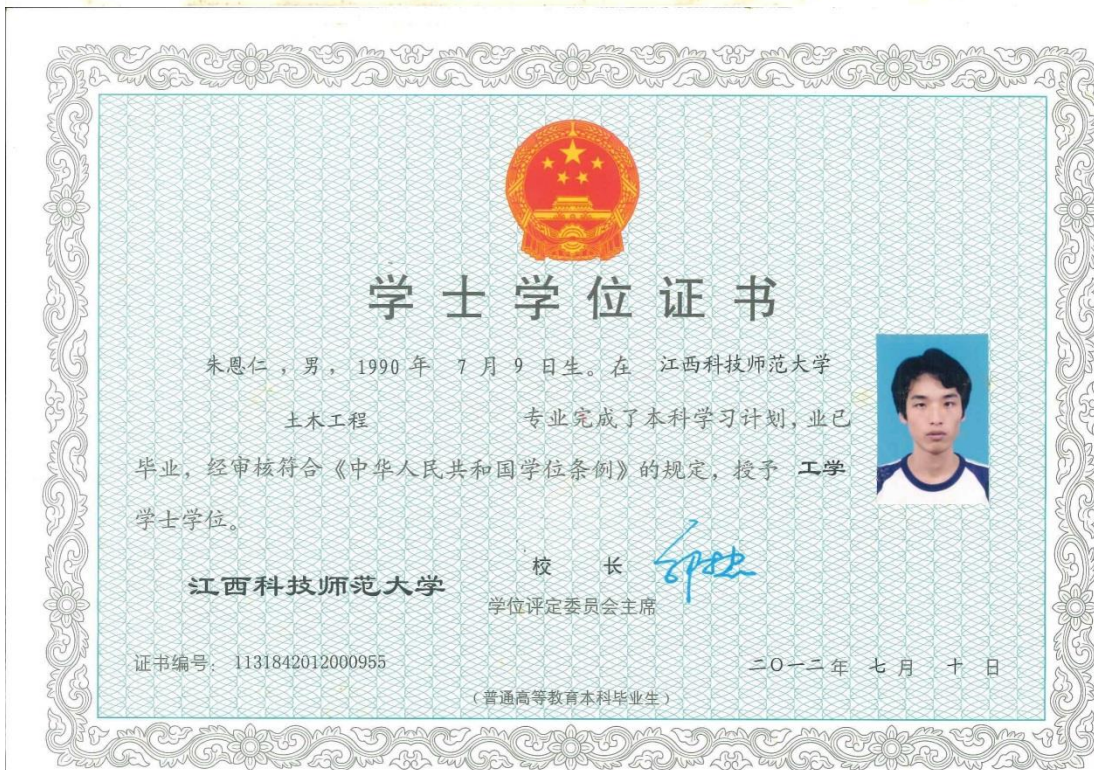 学士学位证书
朱恩仁，男，1990 年 7 月 9 日生。在 江西科技师范大学
土木工程 专业完成了本科学习计划，业已
毕业，经审核符合《中华人民共和国学位条例》的规定，授予 工学
学士学位。
校 长
江西科技师范大学
学位评定委员会主席
证书编号：1131842012000955
二〇一二年 七月 十 日
（普通高等教育本科毕业生）